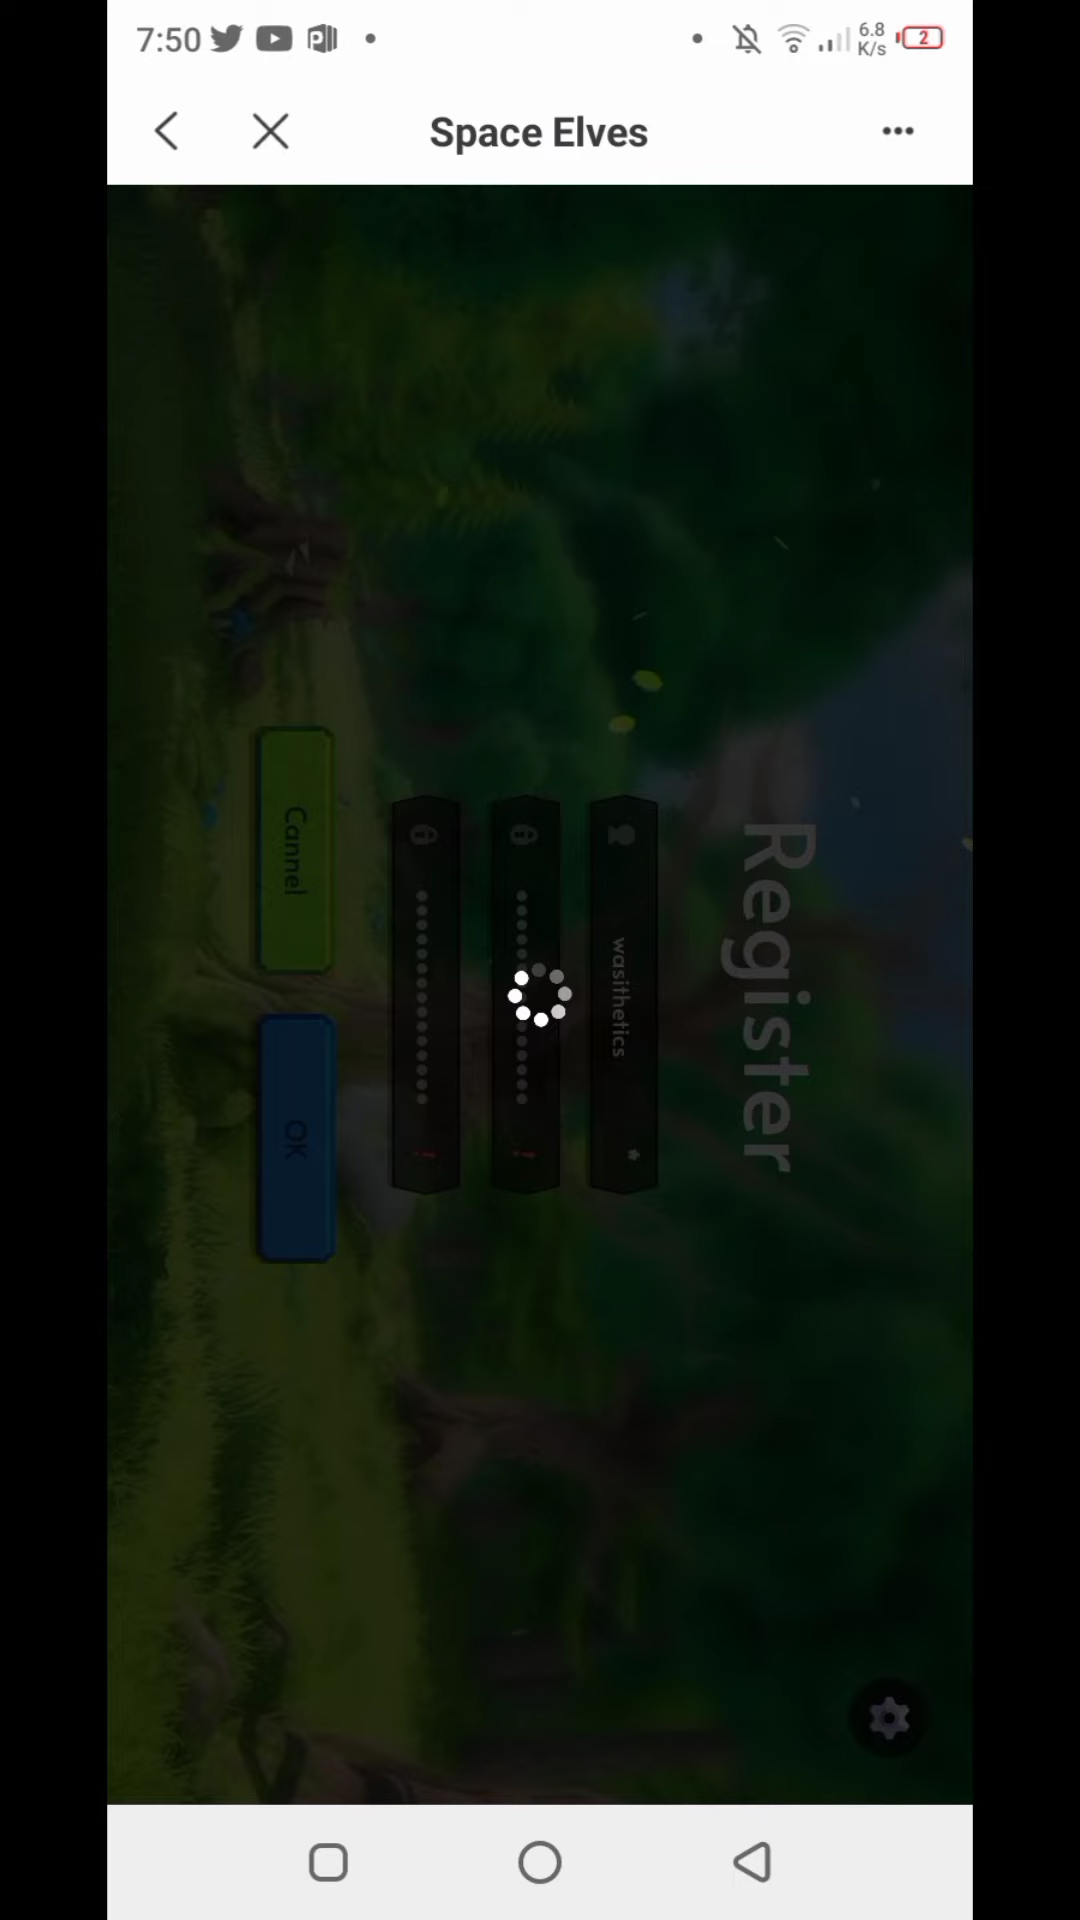 7:50
6.8
K/s
2
Space Elves
Register
wasithetics
*
!
!
Cannel
OK